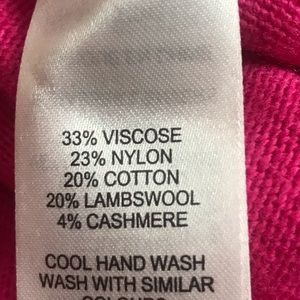 33% VISCOSE
23% NYLON
20% COTTON
20% LAMBSWOOL
4% CASHMERE
COOL HAND WASH
WASH WITH SIMILAR